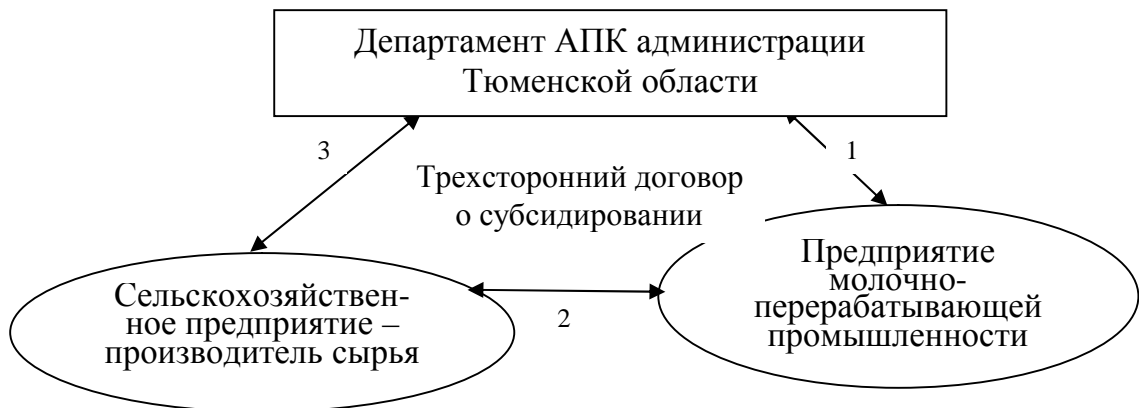 Департамент АПК администрации
Тюменской области
3
1
Трехсторонний договор
о субсидировании
Предприятие
молочно-
перерабатывающей
промышленности
Сельскохозяйствен-
ное предприятие –
производитель сырья
2